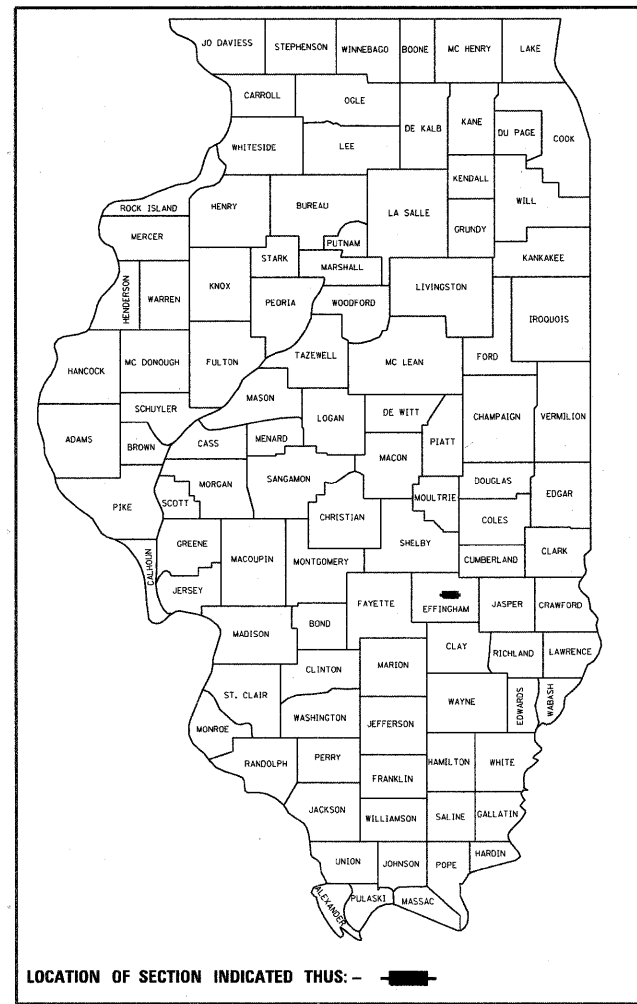 JO DAVIESS
STEPHENSON
WINNEBAGO
BOONE
MC HENRY
LAKE
CARROLL
OGLE
DE KALB
KANE
DU PAGE
COOK
WHITESIDE
LEE
KENDALL
WILL
ROCK ISLAND
HENRY
BUREAU
LA SALLE
GRUNDY
MERCER
PUTNAM
STARK
MARSHALL
KANKAKEE
HENDERSON
WARREN
KNOX
PEORIA
WOODFORD
LIVINGSTON
IROQUOIS
HANCOCK
MC DONOUGH
FULTON
TAZEWELL
MC LEAN
FORD
MASON
SCHUYLER
LOGAN
DE WITT
CHAMPAIGN
VERMILION
ADAMS
BROWN
CASS
MENARD
MACON
PIATT
MORGAN
SANGAMON
DOUGLAS
EDGAR
PIKE
SCOTT
CHRISTIAN
MOULTRIE
COLES
GREENE
MACOUPIN
SHELBY
CALHOUN
MONTGOMERY
CUMBERLAND
CLARK
JERSEY
FAYETTE
EFFINGHAM
JASPER
CRAWFORD
MADISON
BOND
CLAY
RICHLAND
LAWRENCE
CLINTON
MARION
ST. CLAIR
WAYNE
EDWARDS
WABASH
WASHINGTON
JEFFERSON
MONROE
RANDOLPH
PERRY
HAMILTON
WHITE
FRANKLIN
JACKSON
WILLIAMSON
SALINE
GALLATIN
UNION
JOHNSON
POPE
HARDIN
ALEXANDER
PULASKI
MASSAC
LOCATION OF SECTION INDICATED THUS: –